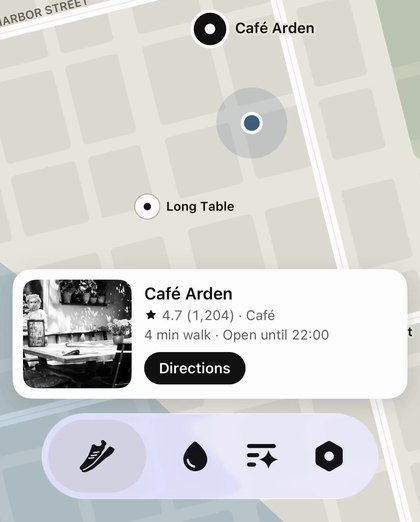 HARBOR STREET
Café Arden
Long Table
Café Arden
★ 4.7 (1,204) · Café
4 min walk · Open until 22:00
Directions